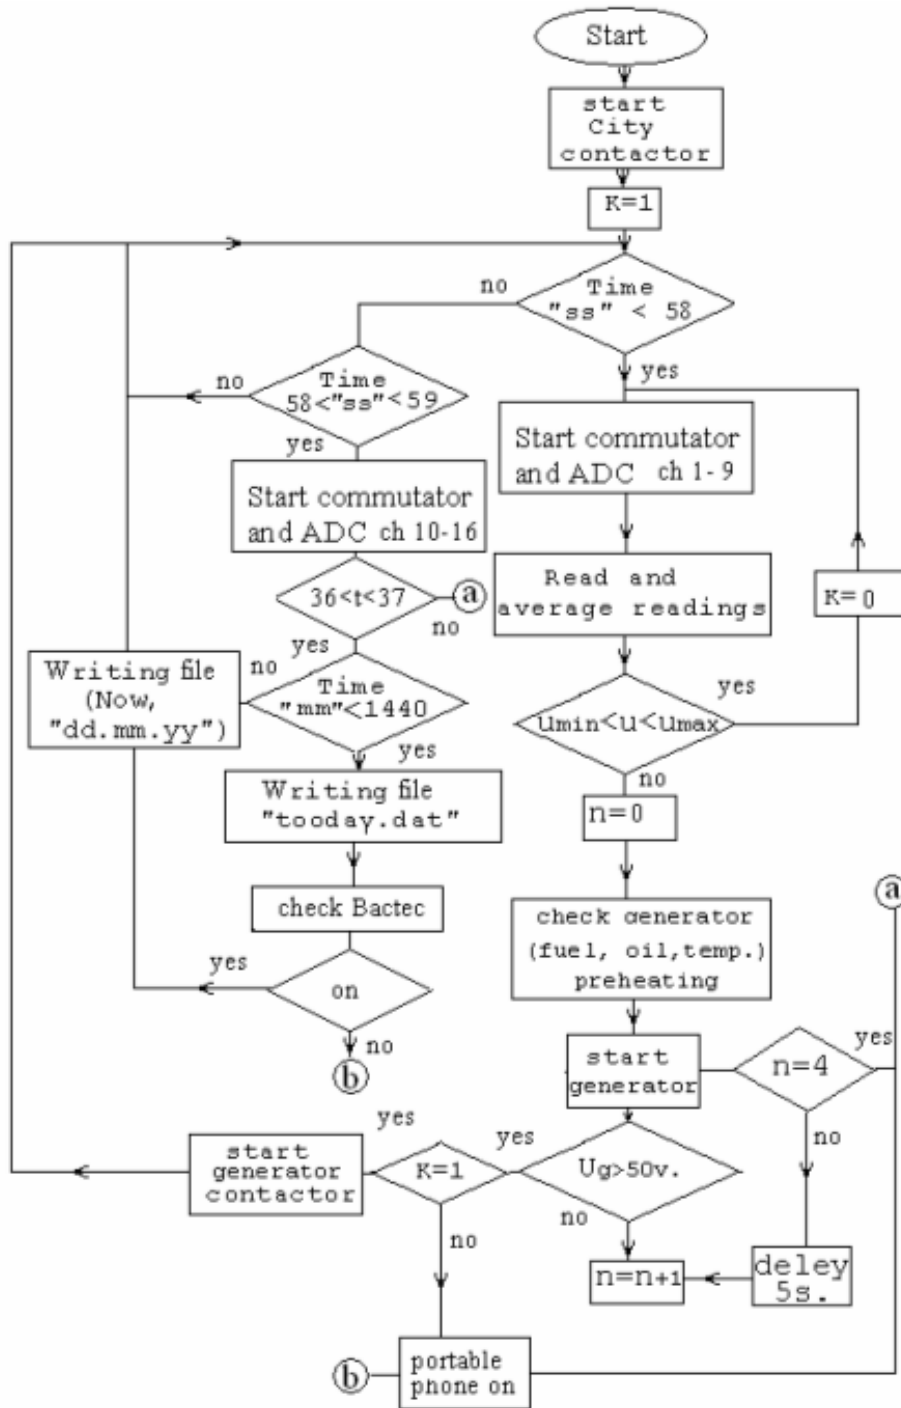 Start
start
City
contactor
K=1
Time
"ss" < 58
no
yes
Time
58<"ss"<59
no
yes
Start commutator
and ADC ch 1-9
Start commutator
and ADC ch 10-16
Read and
average readings
K=0
36<t<37
a
no
yes
Writing file
(Now,
"dd.mm.yy")
no
Time
"mm"<1440
yes
Umin<u<Umax
yes
no
Writing file
"tooday.dat"
n=0
check Bactec
check generator
(fuel, oil,temp.)
preheating
a
yes
on
no
b
start
generator
n=4
yes
no
start
generator
contactor
yes
K=1
yes
Ug>50v.
no
no
n=n+1
deley
5s.
b
portable
phone on